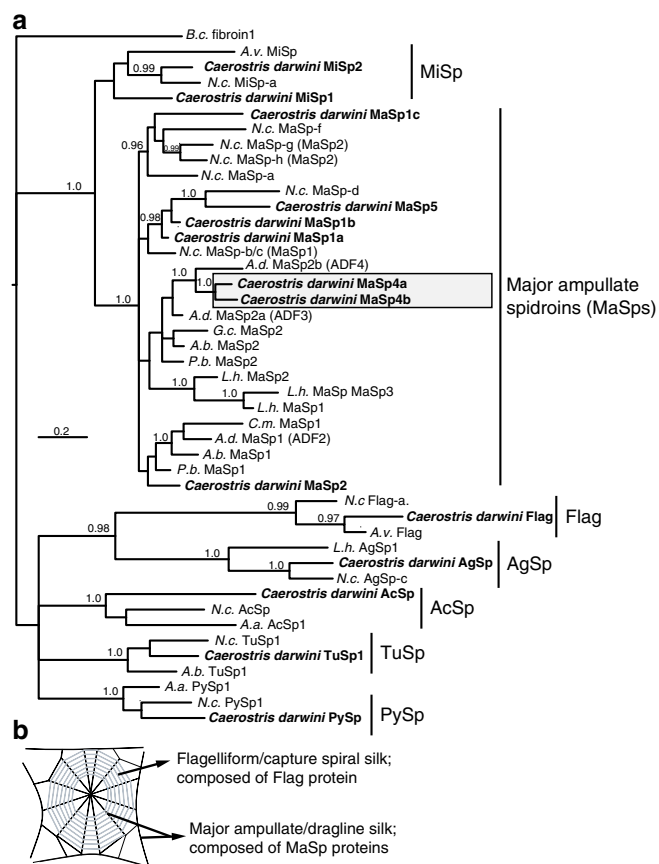 a
B.c. fibroin1
A.v. MiSp
0.99
Caerostris darwini MiSp2
N.c. MiSp-a
Caerostris darwini MiSp1
MiSp
Caerostris darwini MaSp1c
N.c. MaSp-f
0.96
0.99
N.c. MaSp-g (MaSp2)
N.c. MaSp-h (MaSp2)
N.c. MaSp-a
1.0
1.0
N.c. MaSp-d
Caerostris darwini MaSp5
0.98
Caerostris darwini MaSp1b
Caerostris darwini MaSp1a
N.c. MaSp-b/c (MaSp1)
A.d. MaSp2b (ADF4)
1.0
1.0
Caerostris darwini MaSp4a
Caerostris darwini MaSp4b
Major ampullate
spidroins (MaSps)
1.0
A.d. MaSp2a (ADF3)
G.c. MaSp2
A.b. MaSp2
P.b. MaSp2
1.0
L.h. MaSp2
1.0
L.h. MaSp MaSp3
L.h. MaSp1
C.m. MaSp1
0.2
1.0
A.d. MaSp1 (ADF2)
A.b. MaSp1
P.b. MaSp1
Caerostris darwini MaSp2
0.99
N.c Flag-a.
0.97
Caerostris darwini Flag
A.v. Flag
Flag
0.98
L.h. AgSp1
1.0
1.0
Caerostris darwini AgSp
N.c. AgSp-c
AgSp
1.0
Caerostris darwini AcSp
N.c. AcSp
A.a. AcSp1
AcSp
N.c. TuSp1
1.0
Caerostris darwini TuSp1
A.b. TuSp1
TuSp
A.a. PySp1
1.0
N.c. PySp1
Caerostris darwini PySp
PySp
b
Flagelliform/capture spiral silk;
composed of Flag protein
Major ampullate/dragline silk;
composed of MaSp proteins